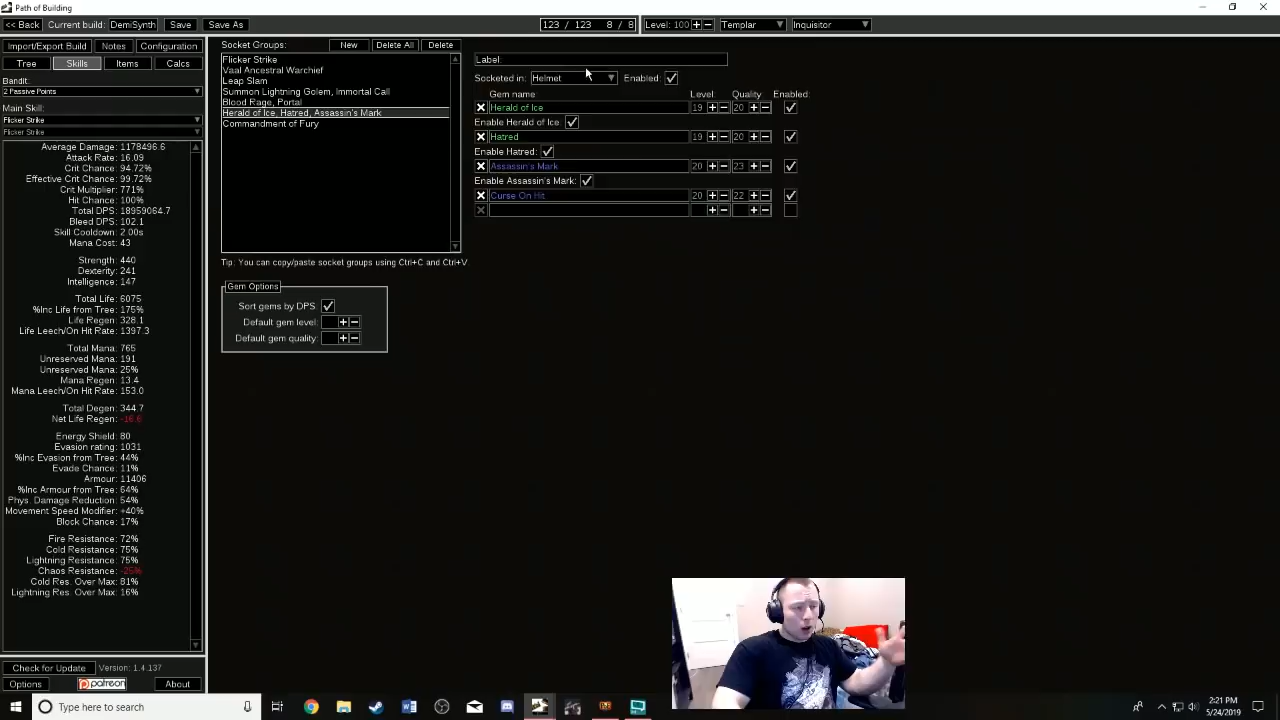 Path of Building
<< Back
Current build: DemiSynth
Save
Save As
123 / 123 8 / 8
Level: 100
Templar
Inquisitor
Import/Export Build
Notes
Configuration
Tree
Skills
Items
Calcs
Bandit:
2 Passive Points
Main Skill:
Flicker Strike
Flicker Strike
Average Damage: 1178496.6
Attack Rate: 16.09
Crit Chance: 94.72%
Effective Crit Chance: 99.72%
Crit Multiplier: 771%
Hit Chance: 100%
Total DPS: 18959064.7
Bleed DPS: 102.1
Skill Cooldown: 2.00s
Mana Cost: 43
Strength: 440
Dexterity: 241
Intelligence: 147
Total Life: 6075
%Inc Life from Tree: 175%
Life Regen: 328.1
Life Leech/On Hit Rate: 1397.3
Total Mana: 765
Unreserved Mana: 191
Unreserved Mana: 25%
Mana Regen: 13.4
Mana Leech/On Hit Rate: 153.0
Total Degen: 344.7
Net Life Regen: -16.6
Energy Shield: 80
Evasion rating: 1031
%Inc Evasion from Tree: 44%
Evade Chance: 11%
Armour: 11406
%Inc Armour from Tree: 64%
Phys. Damage Reduction: 54%
Movement Speed Modifier: +40%
Block Chance: 17%
Fire Resistance: 72%
Cold Resistance: 75%
Lightning Resistance: 75%
Chaos Resistance: -25%
Cold Res. Over Max: 81%
Lightning Res. Over Max: 16%
Check for Update
Version: 1.4.137
Options
patreon
About
Socket Groups:
New
Delete All
Delete
Flicker Strike
Vaal Ancestral Warchief
Leap Slam
Summon Lightning Golem, Immortal Call
Blood Rage, Portal
Herald of Ice, Hatred, Assassin's Mark
Commandment of Fury
Tip: You can copy/paste socket groups using Ctrl+C and Ctrl+V.
Gem Options
Sort gems by DPS:
Default gem level:
Default gem quality:
Label:
Socketed in: Helmet
Enabled:
Gem name: Level: Quality: Enabled:
Herald of Ice 19 20
Enable Herald of Ice:
Hatred 19 20
Enable Hatred:
Assassin's Mark 20 23
Enable Assassin's Mark:
Curse On Hit 20 22
Type here to search
2:21 PM
5/24/2019